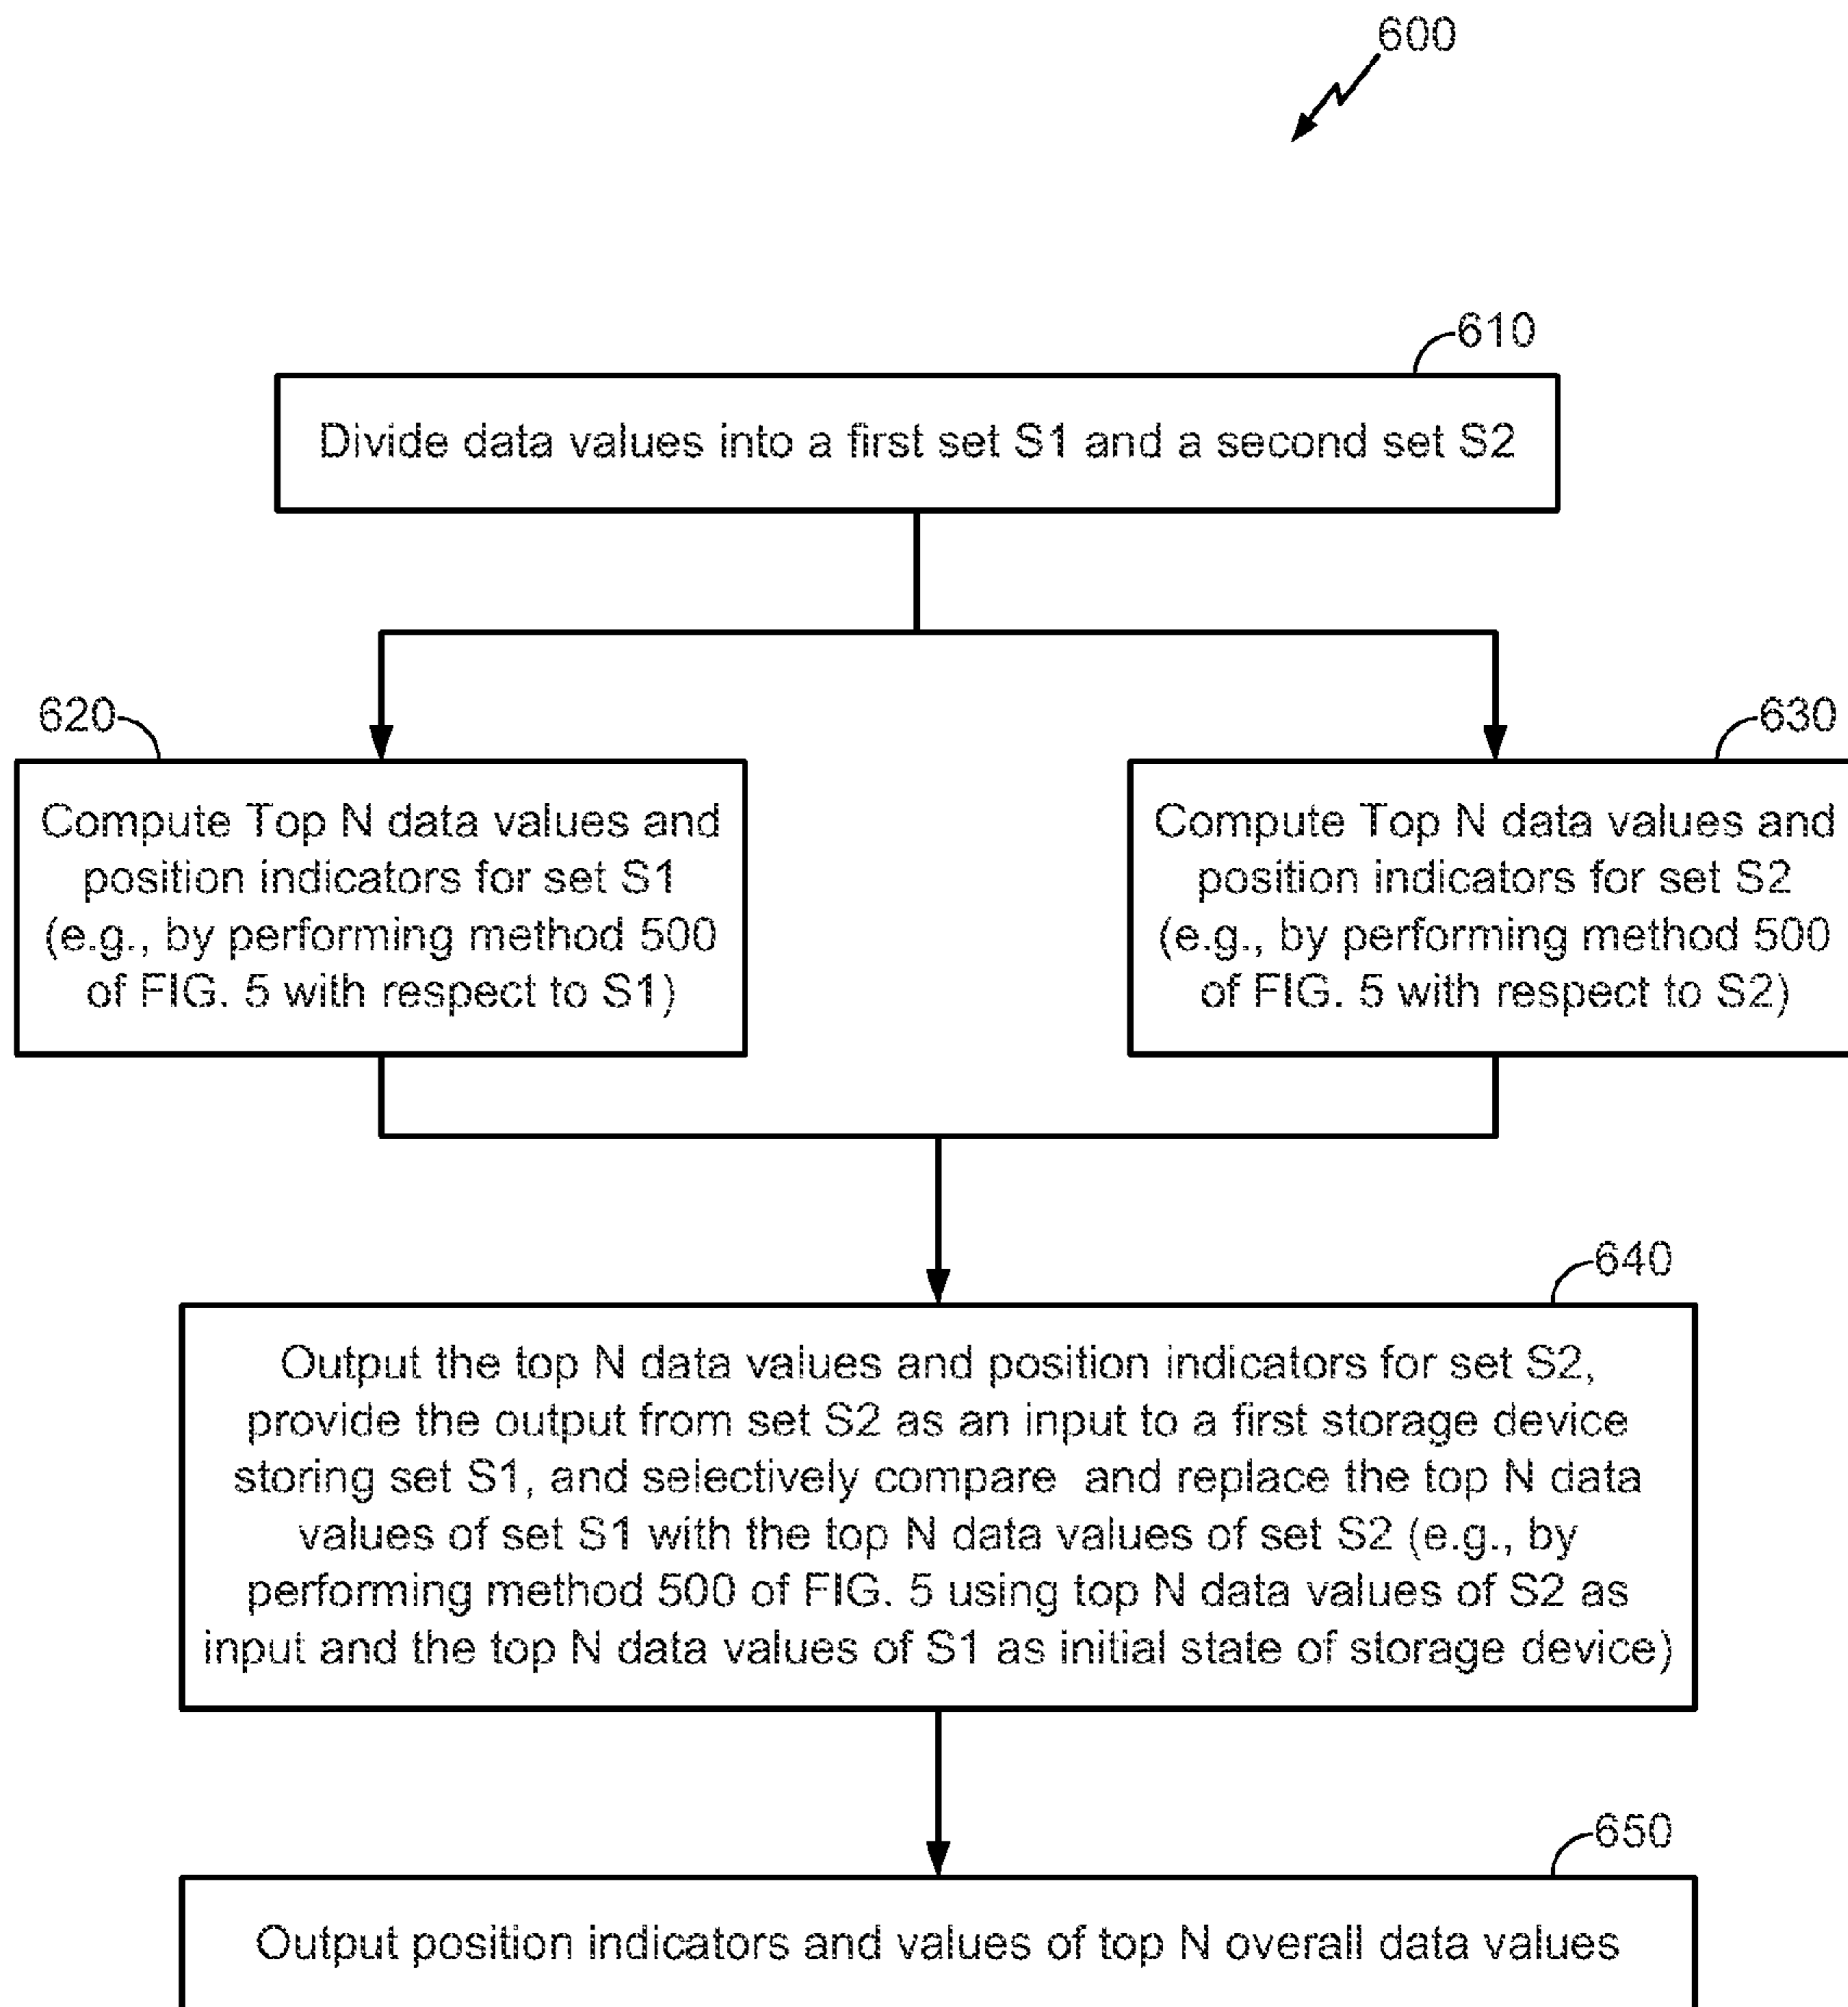 600
610
Divide data values into a first set S1 and a second set S2
620
Compute Top N data values and
position indicators for set S1
(e.g., by performing method 500
of FIG. 5 with respect to S1)
630
Compute Top N data values and
position indicators for set S2
(e.g., by performing method 500
of FIG. 5 with respect to S2)
640
Output the top N data values and position indicators for set S2,
provide the output from set S2 as an input to a first storage device
storing set S1, and selectively compare and replace the top N data
values of set S1 with the top N data values of set S2 (e.g., by
performing method 500 of FIG. 5 using top N data values of S2 as
input and the top N data values of S1 as initial state of storage device)
650
Output position indicators and values of top N overall data values